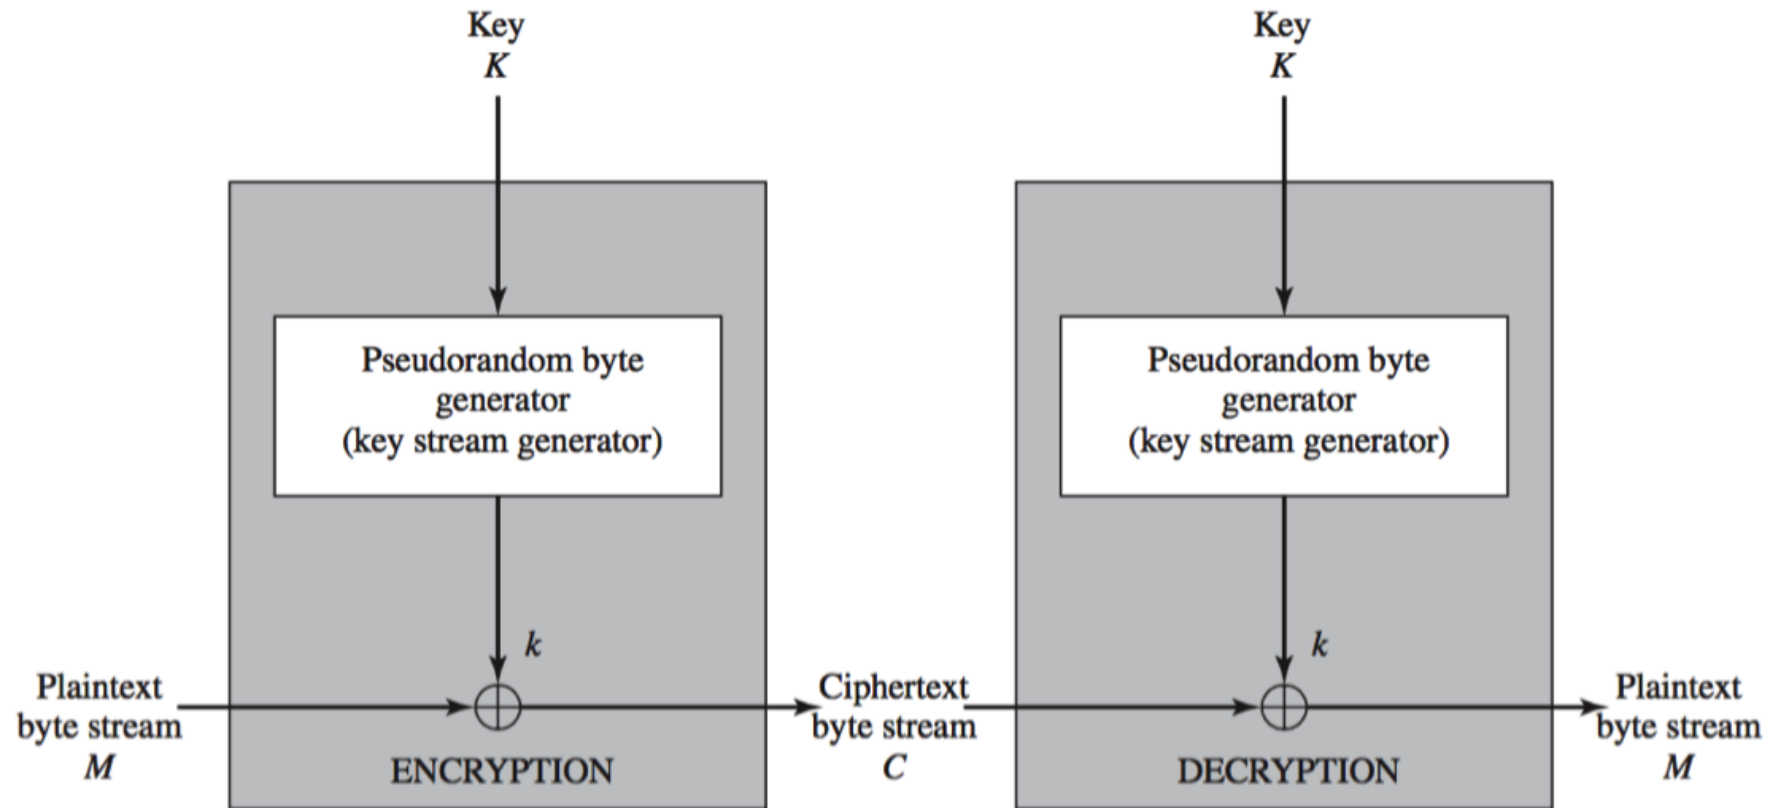 Key
K
Pseudorandom byte
generator
(key stream generator)
k
Plaintext
byte stream
M
ENCRYPTION
Ciphertext
byte stream
C
Key
K
Pseudorandom byte
generator
(key stream generator)
k
DECRYPTION
Plaintext
byte stream
M